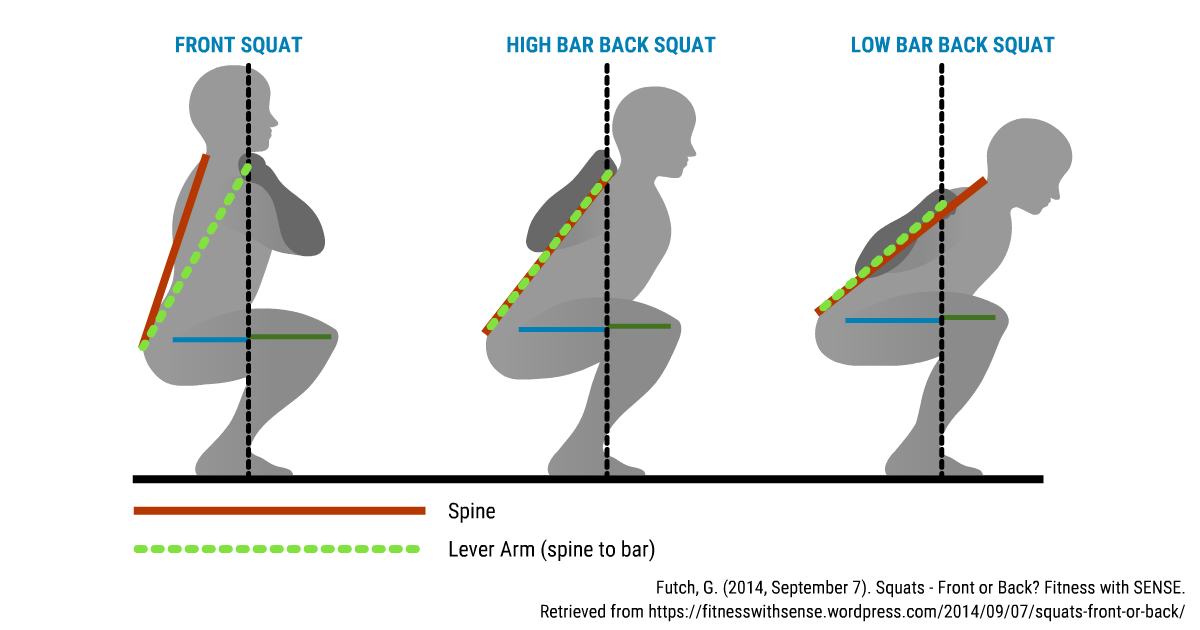 FRONT SQUAT
HIGH BAR BACK SQUAT
LOW BAR BACK SQUAT
Spine
Lever Arm (spine to bar)
Futch, G. (2014, September 7). Squats - Front or Back? Fitness with SENSE.
Retrieved from https://fitnesswithsense.wordpress.com/2014/09/07/squats-front-or-back/